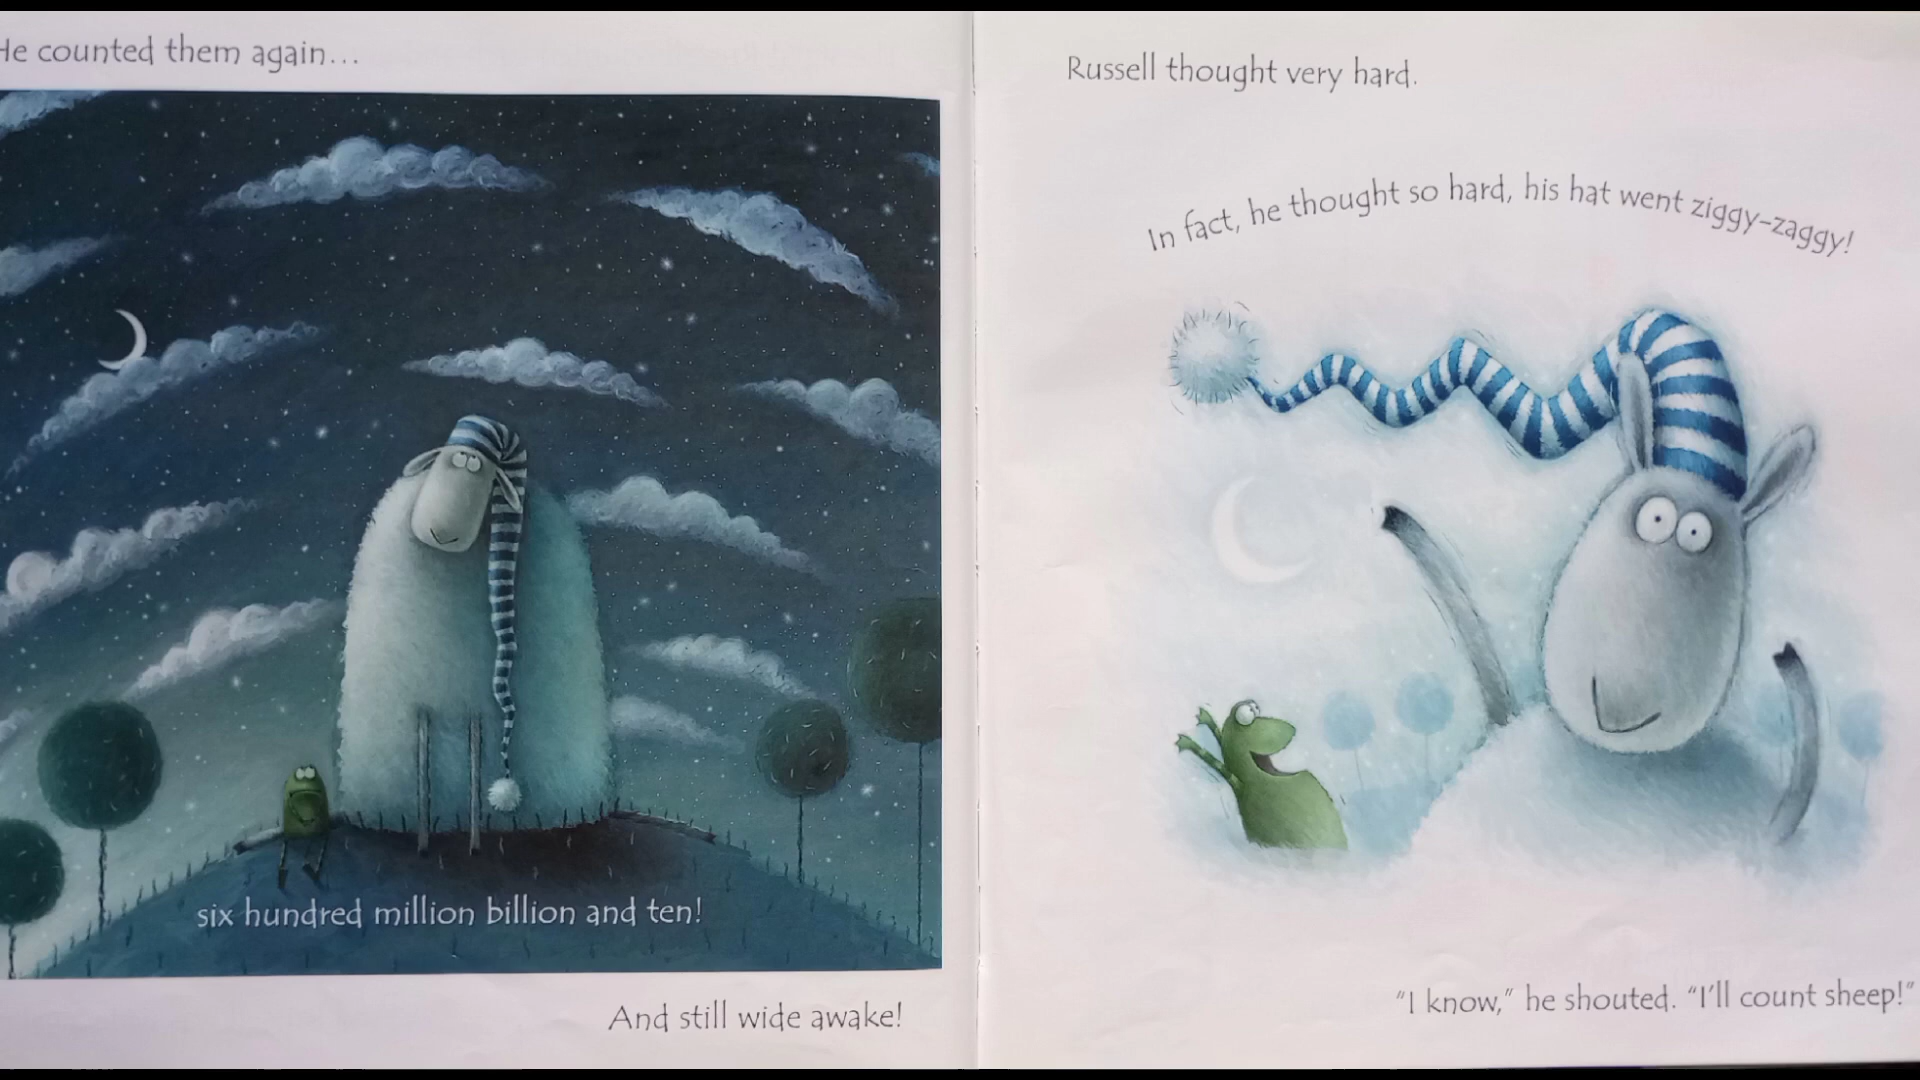 He counted them again...
six hundred million billion and ten!
And still wide awake!
Russell thought very hard.
In fact, he thought so hard, his hat went ziggy-zaggy!
"I know," he shouted. "I'll count sheep!"